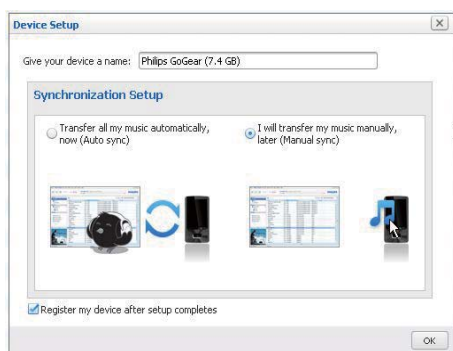 Device Setup
Give your device a name: Philips GoGear (7.4 GB)
Synchronization Setup
Transfer all my music automatically,
now (Auto sync)
I will transfer my music manually,
later (Manual sync)
Register my device after setup completes
OK